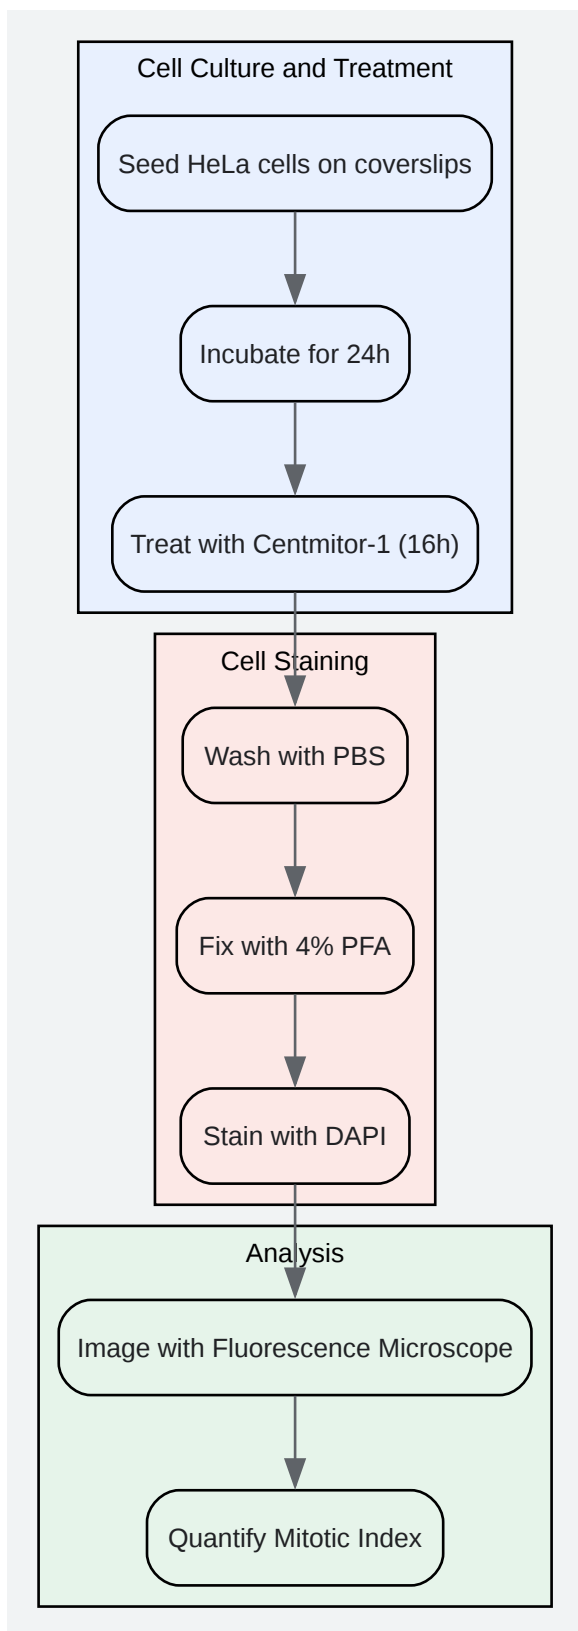 Cell Culture and Treatment
Seed HeLa cells on coverslips
Incubate for 24h
Treat with Centmitor-1 (16h)
Cell Staining
Wash with PBS
Fix with 4% PFA
Stain with DAPI
Analysis
Image with Fluorescence Microscope
Quantify Mitotic Index